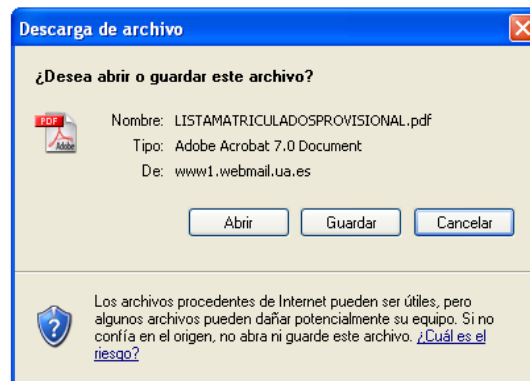 Descarga de archivo
¿Desea abrir o guardar este archivo?
PDF
Adobe
Nombre: LISTAMATRICULADOSPROVISIONAL.pdf
Tipo: Adobe Acrobat 7.0 Document
De: www1.webmail.ua.es
Abrir Guardar Cancelar
Los archivos procedentes de Internet pueden ser útiles, pero
algunos archivos pueden dañar potencialmente su equipo. Si no
confía en el origen, no abra ni guarde este archivo. ¿Cuál es el
riesgo?